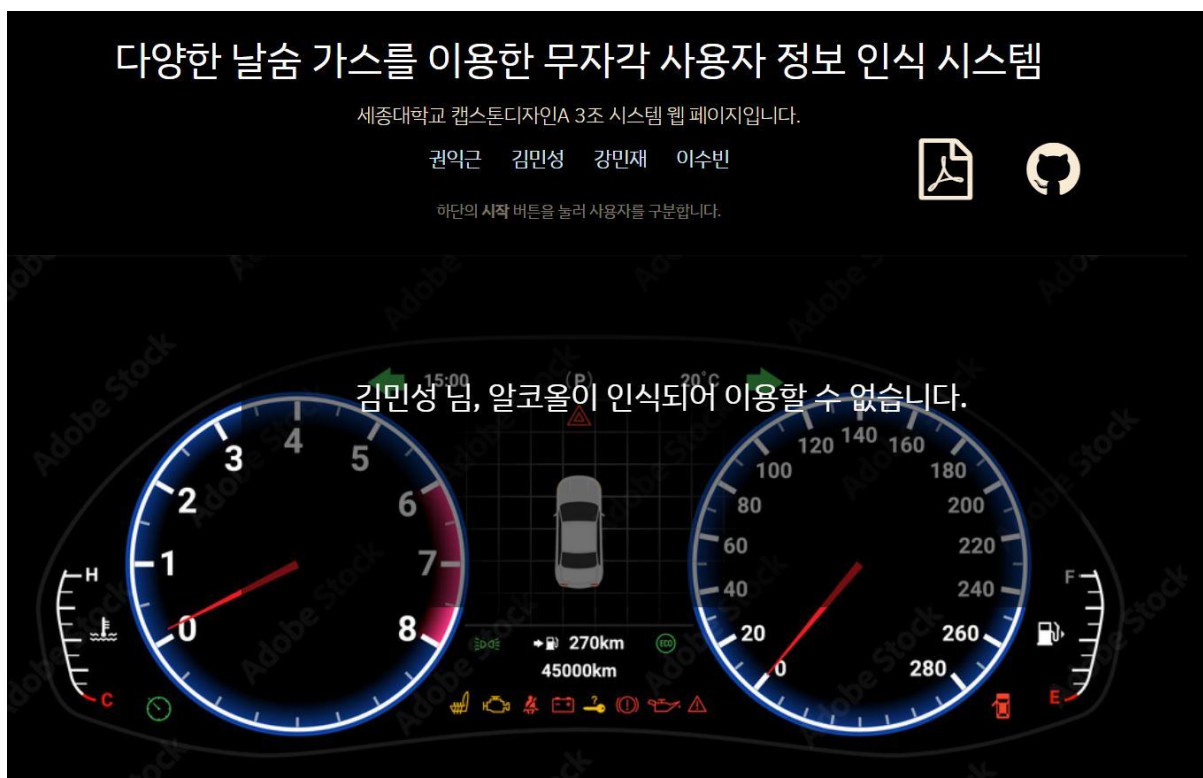 다양한 날숨 가스를 이용한 무자각 사용자 정보 인식 시스템
세종대학교 캡스톤디자인A 3조 시스템 웹 페이지입니다.
권익근 김민성 강민재 이수빈
하단의 시작 버튼을 눌러 사용자를 구분합니다.
15:00 (P) 20°C
김민성 님, 알코올이 인식되어 이용할 수 없습니다.
0 1 2 3 4 5 6 7 8
0 20 40 60 80 100 120 140 160 180 200 220 240 260 280
H
C
F
E
270km
ECO
45000km
Adobe Stock